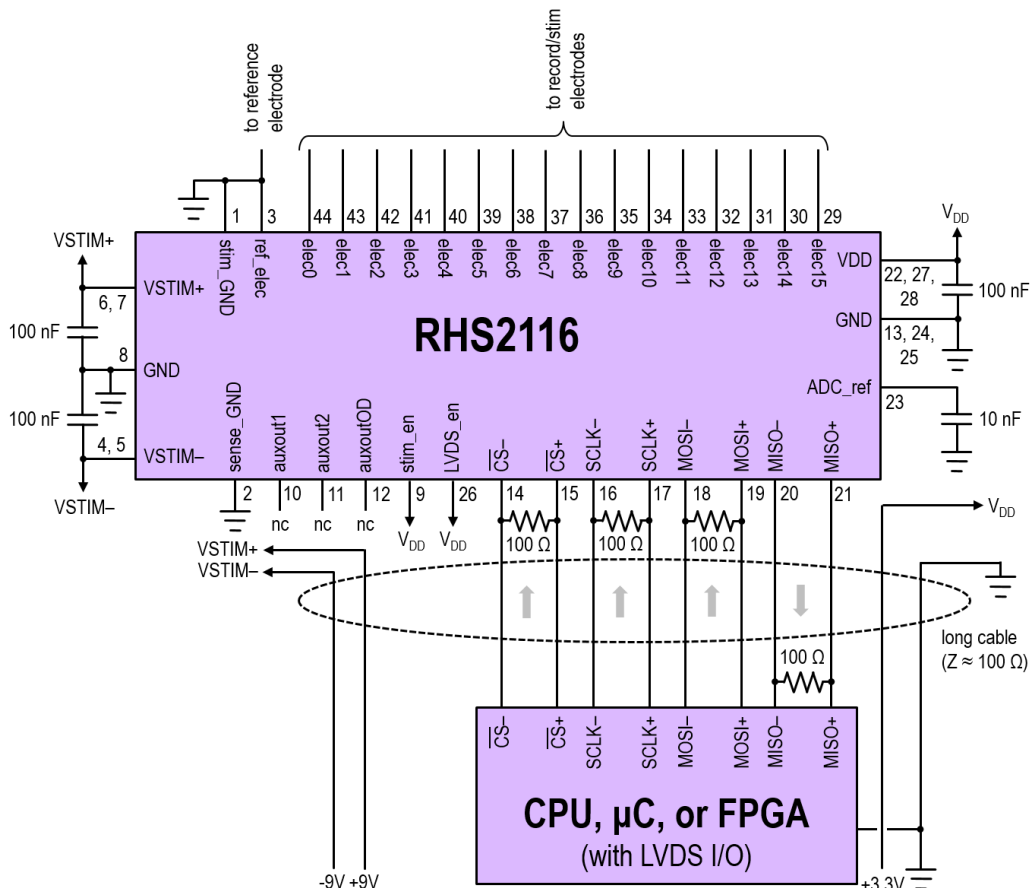 to reference
electrode
to record/stim
electrodes
1
3
44
43
42
41
40
39
38
37
36
35
34
33
32
31
30
29
stim_GND
ref_elec
elec0
elec1
elec2
elec3
elec4
elec5
elec6
elec7
elec8
elec9
elec10
elec11
elec12
elec13
elec14
elec15
VSTIM+
VSTIM+
6, 7
100 nF
8
GND
100 nF
4, 5
VSTIM–
VSTIM–
RHS2116
VDD
VDD
22, 27,
28
100 nF
GND
13, 24,
25
ADC_ref
23
10 nF
sense_GND
auxout1
auxout2
auxoutOD
stim_en
LVDS_en
CS–
CS+
SCLK–
SCLK+
MOSI–
MOSI+
MISO–
MISO+
2
10
11
12
9
26
14
15
16
17
18
19
20
21
nc
nc
nc
VDD
VDD
100 Ω
100 Ω
100 Ω
VDD
VSTIM+
VSTIM–
long cable
(Z ≈ 100 Ω)
100 Ω
CS–
CS+
SCLK–
SCLK+
MOSI–
MOSI+
MISO–
MISO+
CPU, µC, or FPGA
(with LVDS I/O)
-9V +9V
+3.3V